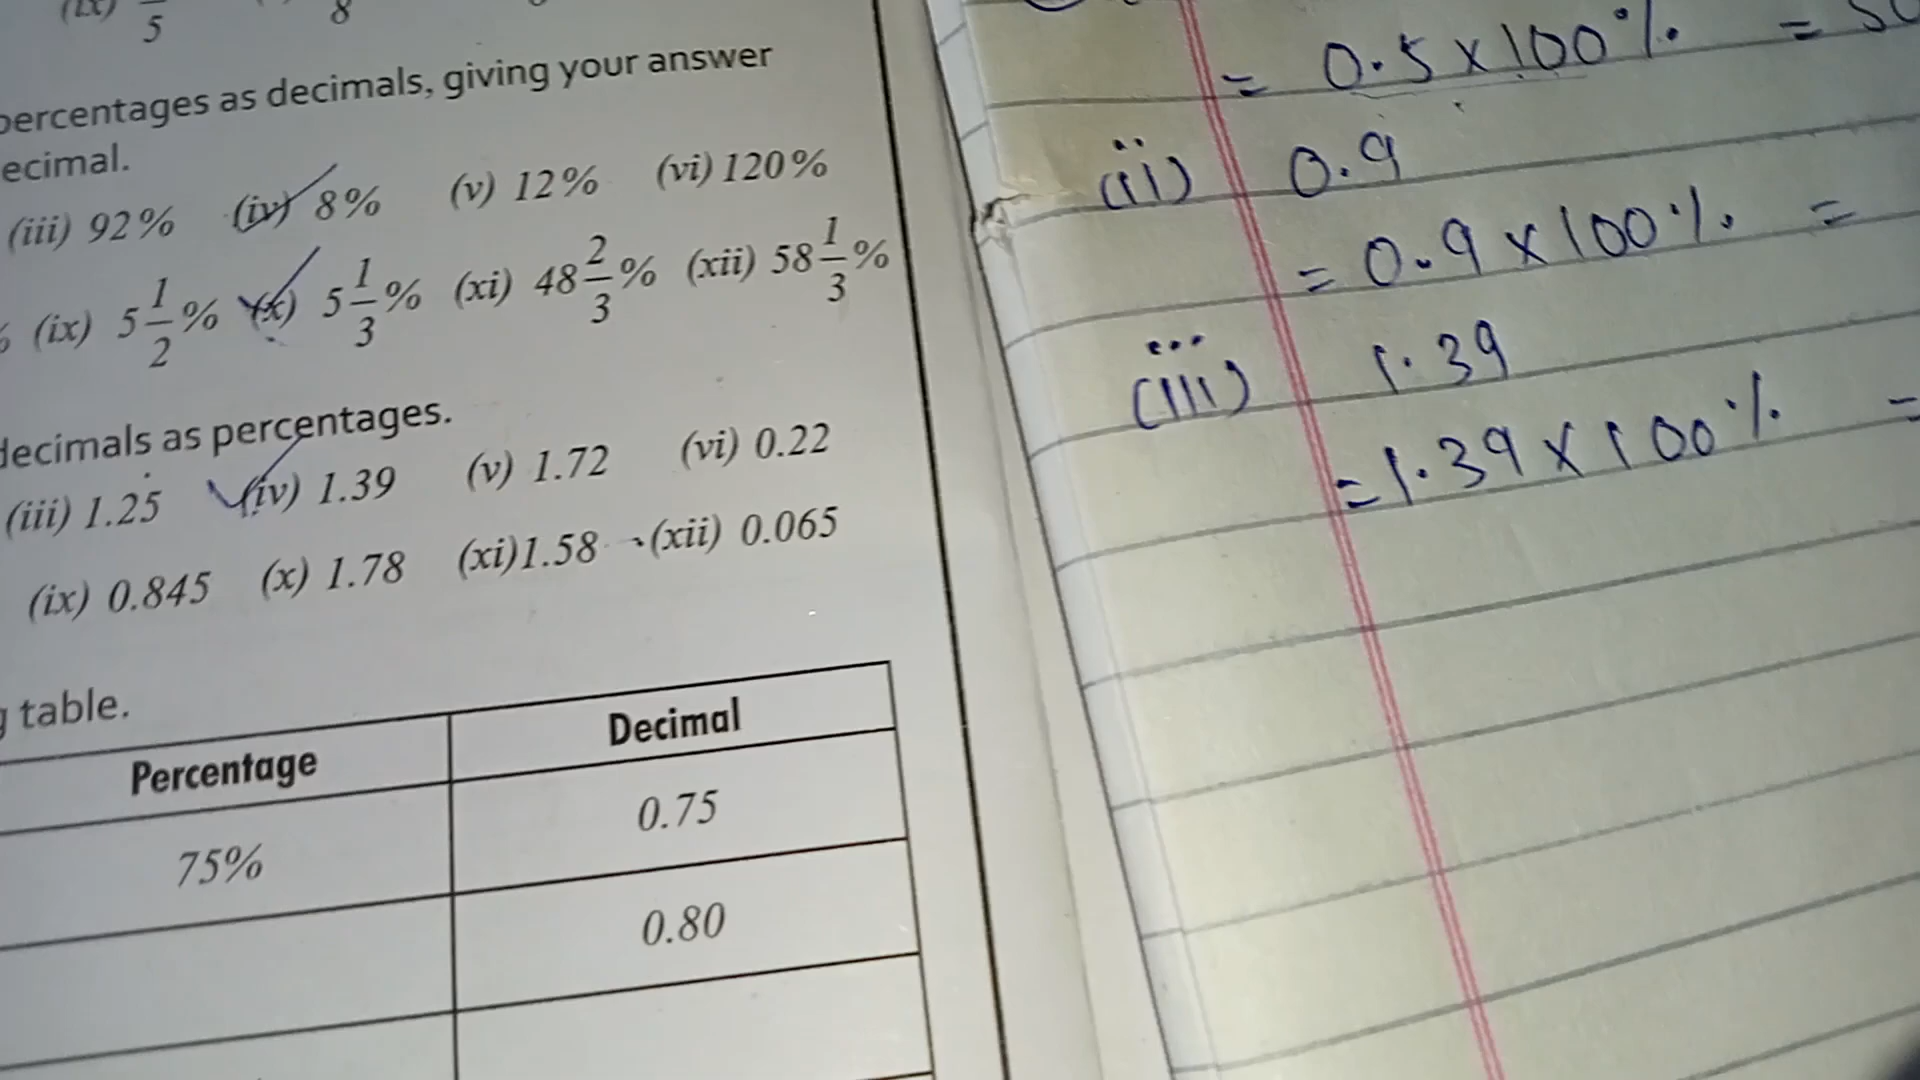 (ix) 5 8
percentages as decimals, giving your answer
ecimal.
(iii) 92% (iv) 8% (v) 12% (vi) 120%
% (ix) 5 1/2 % (x) 5 1/3 % (xi) 48 2/3 % (xii) 58 1/3 %
decimals as percentages.
(iii) 1.25 (iv) 1.39 (v) 1.72 (vi) 0.22
(ix) 0.845 (x) 1.78 (xi) 1.58 (xii) 0.065
g table.
Percentage Decimal
75% 0.75
0.80
= 0.5 x 100% = 50
(ii) 0.9
= 0.9 x 100% =
(iii) 1.39
= 1.39 x 100% =